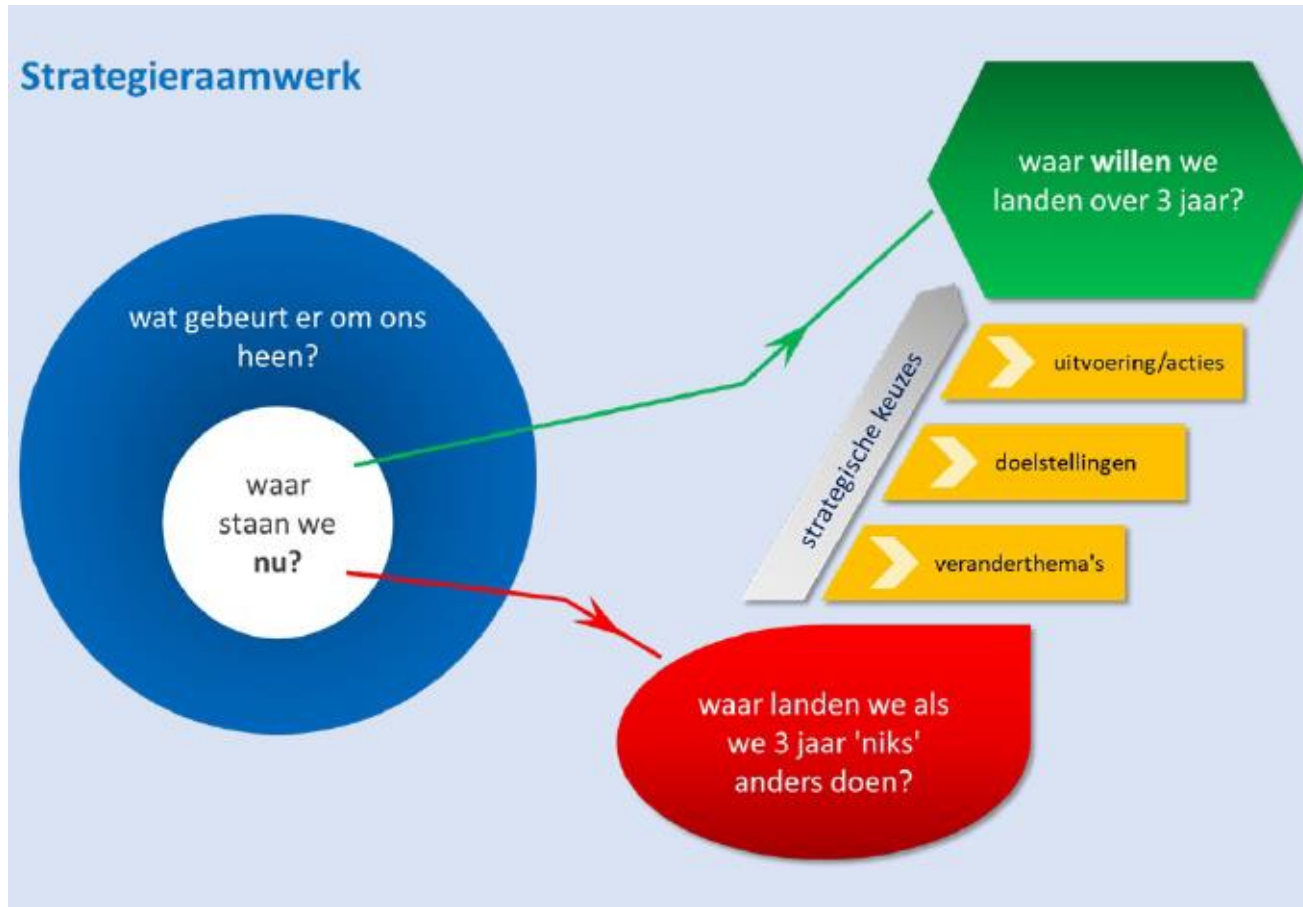 Strategieraamwerk
wat gebeurt er om ons
heen?
waar
staan we
nu?
waar willen we
landen over 3 jaar?
strategische keuzes
uitvoering/acties
doelstellingen
veranderthema's
waar landen we als
we 3 jaar 'niks'
anders doen?